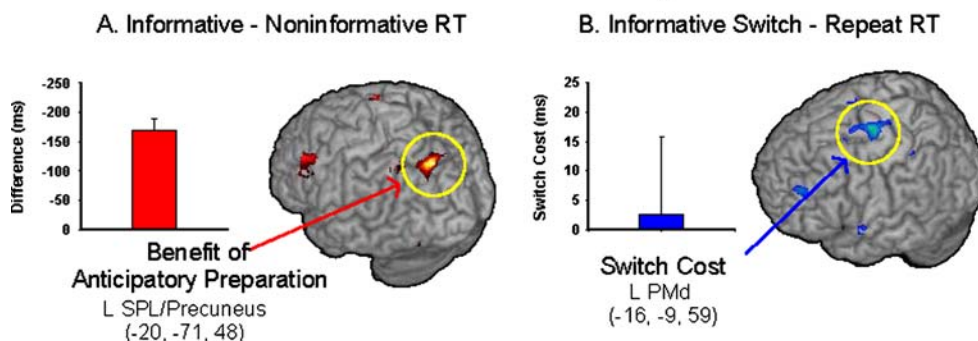 A. Informative - Noninformative RT
B. Informative Switch - Repeat RT
Difference (ms)
-250
-200
-150
-100
-50
0
Benefit of
Anticipatory Preparation
L SPL/Precuneus
(-20, -71, 48)
Switch Cost (ms)
25
20
15
10
5
0
Switch Cost
L PMd
(-16, -9, 59)